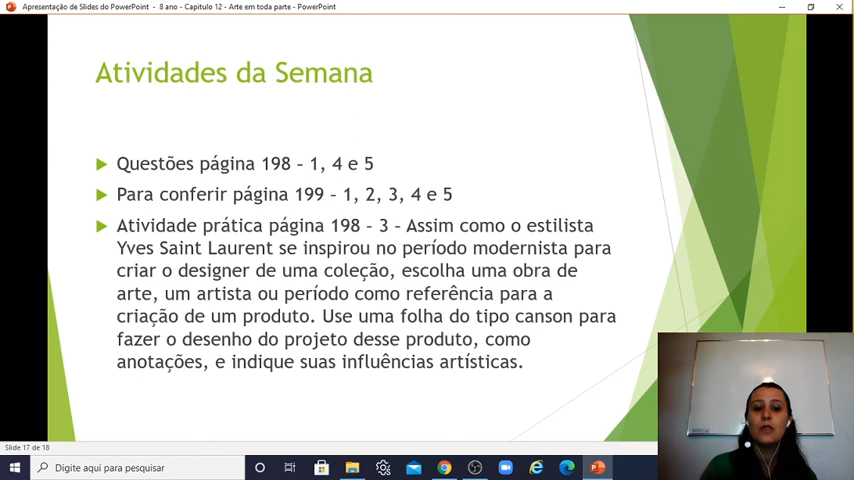 Apresentação de Slides do PowerPoint - 8 ano - Capitulo 12 - Arte em toda parte - PowerPoint
Atividades da Semana
Questões página 198 – 1, 4 e 5
Para conferir página 199 – 1, 2, 3, 4 e 5
Atividade prática página 198 – 3 – Assim como o estilista
Yves Saint Laurent se inspirou no período modernista para
criar o designer de uma coleção, escolha uma obra de
arte, um artista ou período como referência para a
criação de um produto. Use uma folha do tipo canson para
fazer o desenho do projeto desse produto, como
anotações, e indique suas influências artísticas.
Slide 17 de 18
Digite aqui para pesquisar